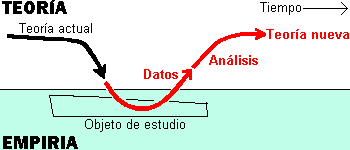 TEORÍA
Tiempo
Teoría actual
Teoría nueva
Análisis
Datos
Objeto de estudio
EMPIRIA